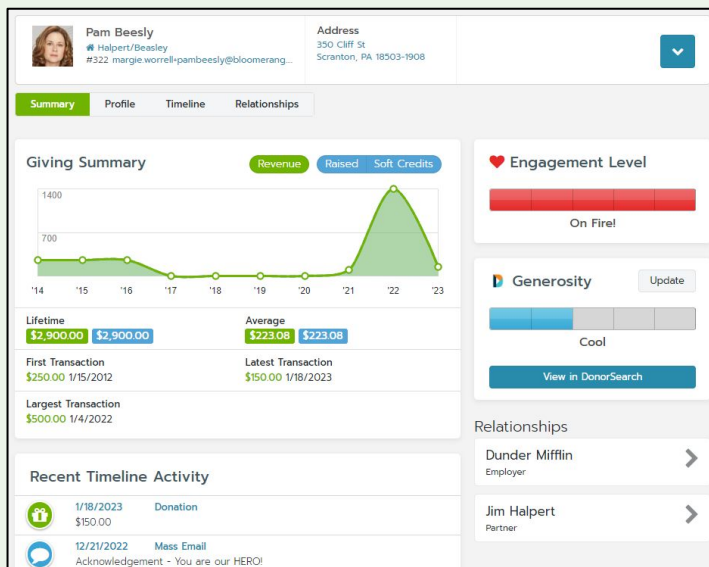 Pam Beesly
Halpert/Beasley
#322 margie.worrell+pambeesly@bloomerang...
Address
350 Cliff St
Scranton, PA 18503-1908
Summary
Profile
Timeline
Relationships
Giving Summary
Revenue
Raised
Soft Credits
1400
700
'14
'15
'16
'17
'18
'19
'20
'21
'22
'23
Lifetime
$2,900.00
$2,900.00
Average
$223.08
$223.08
First Transaction
$250.00 1/15/2012
Latest Transaction
$150.00 1/18/2023
Largest Transaction
$500.00 1/4/2022
Recent Timeline Activity
1/18/2023
Donation
$150.00
12/21/2022
Mass Email
Acknowledgement - You are our HERO!
Engagement Level
On Fire!
Generosity
Update
Cool
View in DonorSearch
Relationships
Dunder Mifflin
Employer
Jim Halpert
Partner